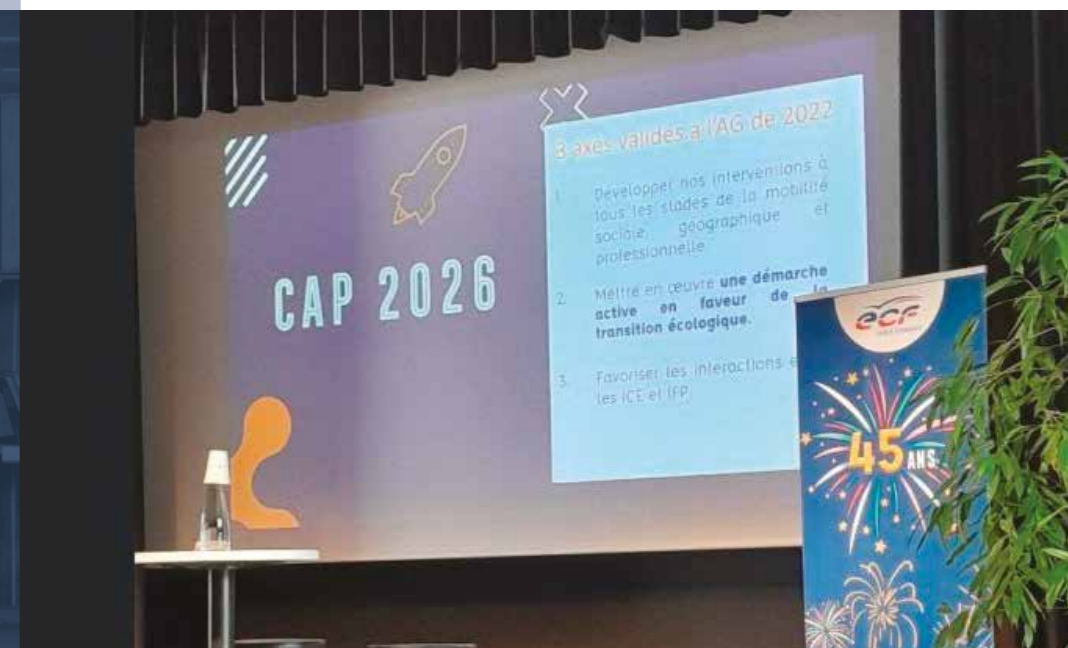 CAP 2026
3 axes validés à l'AG de 2022
1. Développer nos interventions à
tous les stades de la mobilité
sociale, géographique et
professionnelle
2. Mettre en œuvre une démarche
active en faveur de la
transition écologique.
3. Favoriser les interactions
les ICE et IFP
ecf
45 ANS